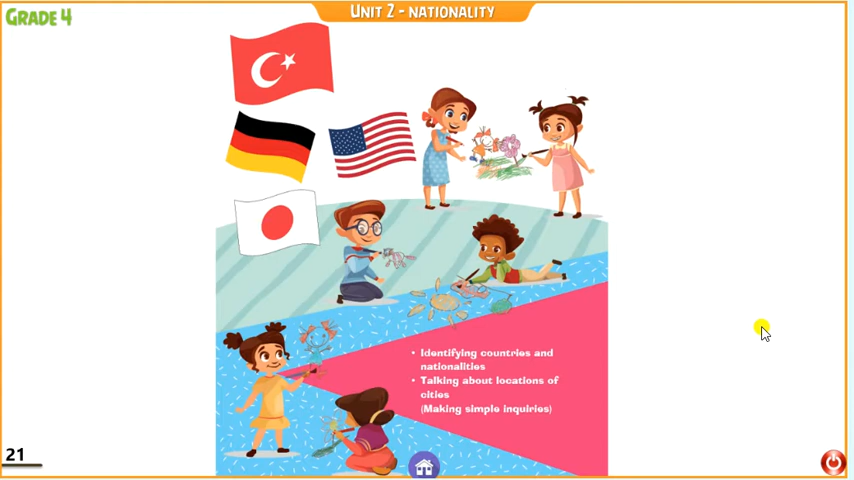 GRADE 4
UNIT 2 - NATIONALITY
• Identifying countries and
nationalities
• Talking about locations of
cities
(Making simple inquiries)
21